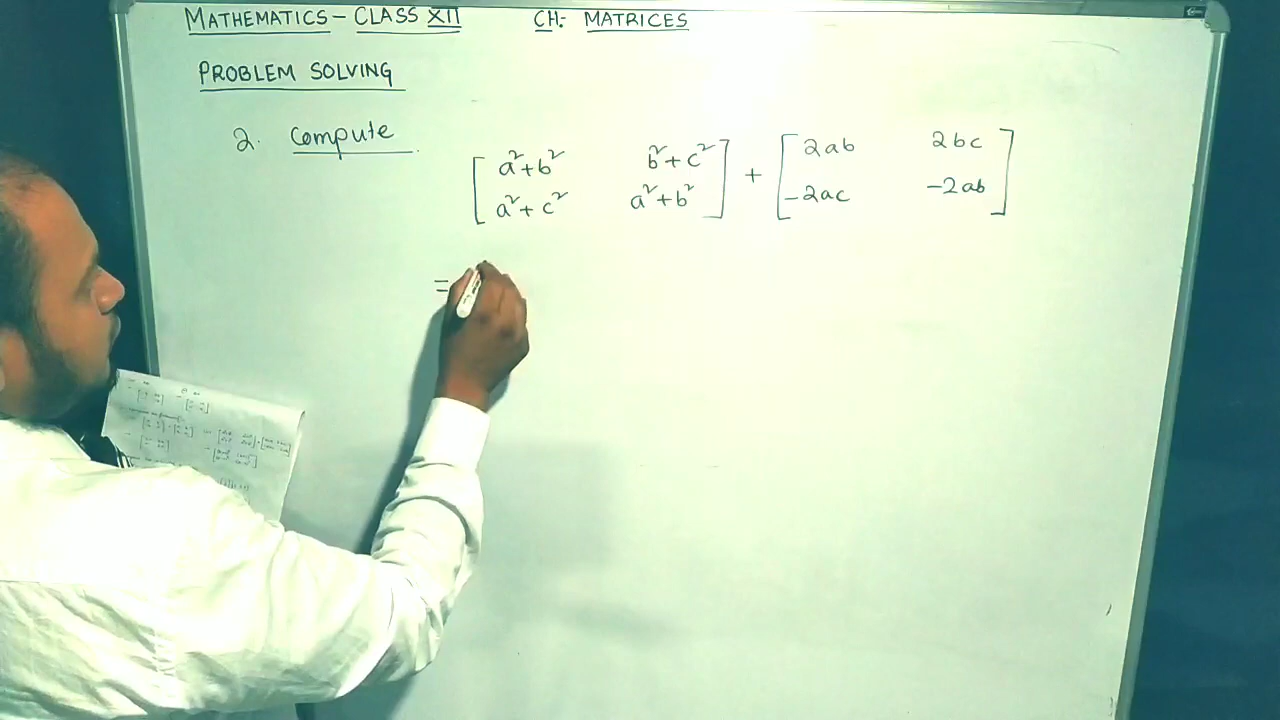 MATHEMATICS – CLASS XII CH: MATRICES
PROBLEM SOLVING
2. Compute.
[a²+b² b²+c²] + [2ab 2bc]
[a²+c² a²+b²] [-2ac -2ab]
=